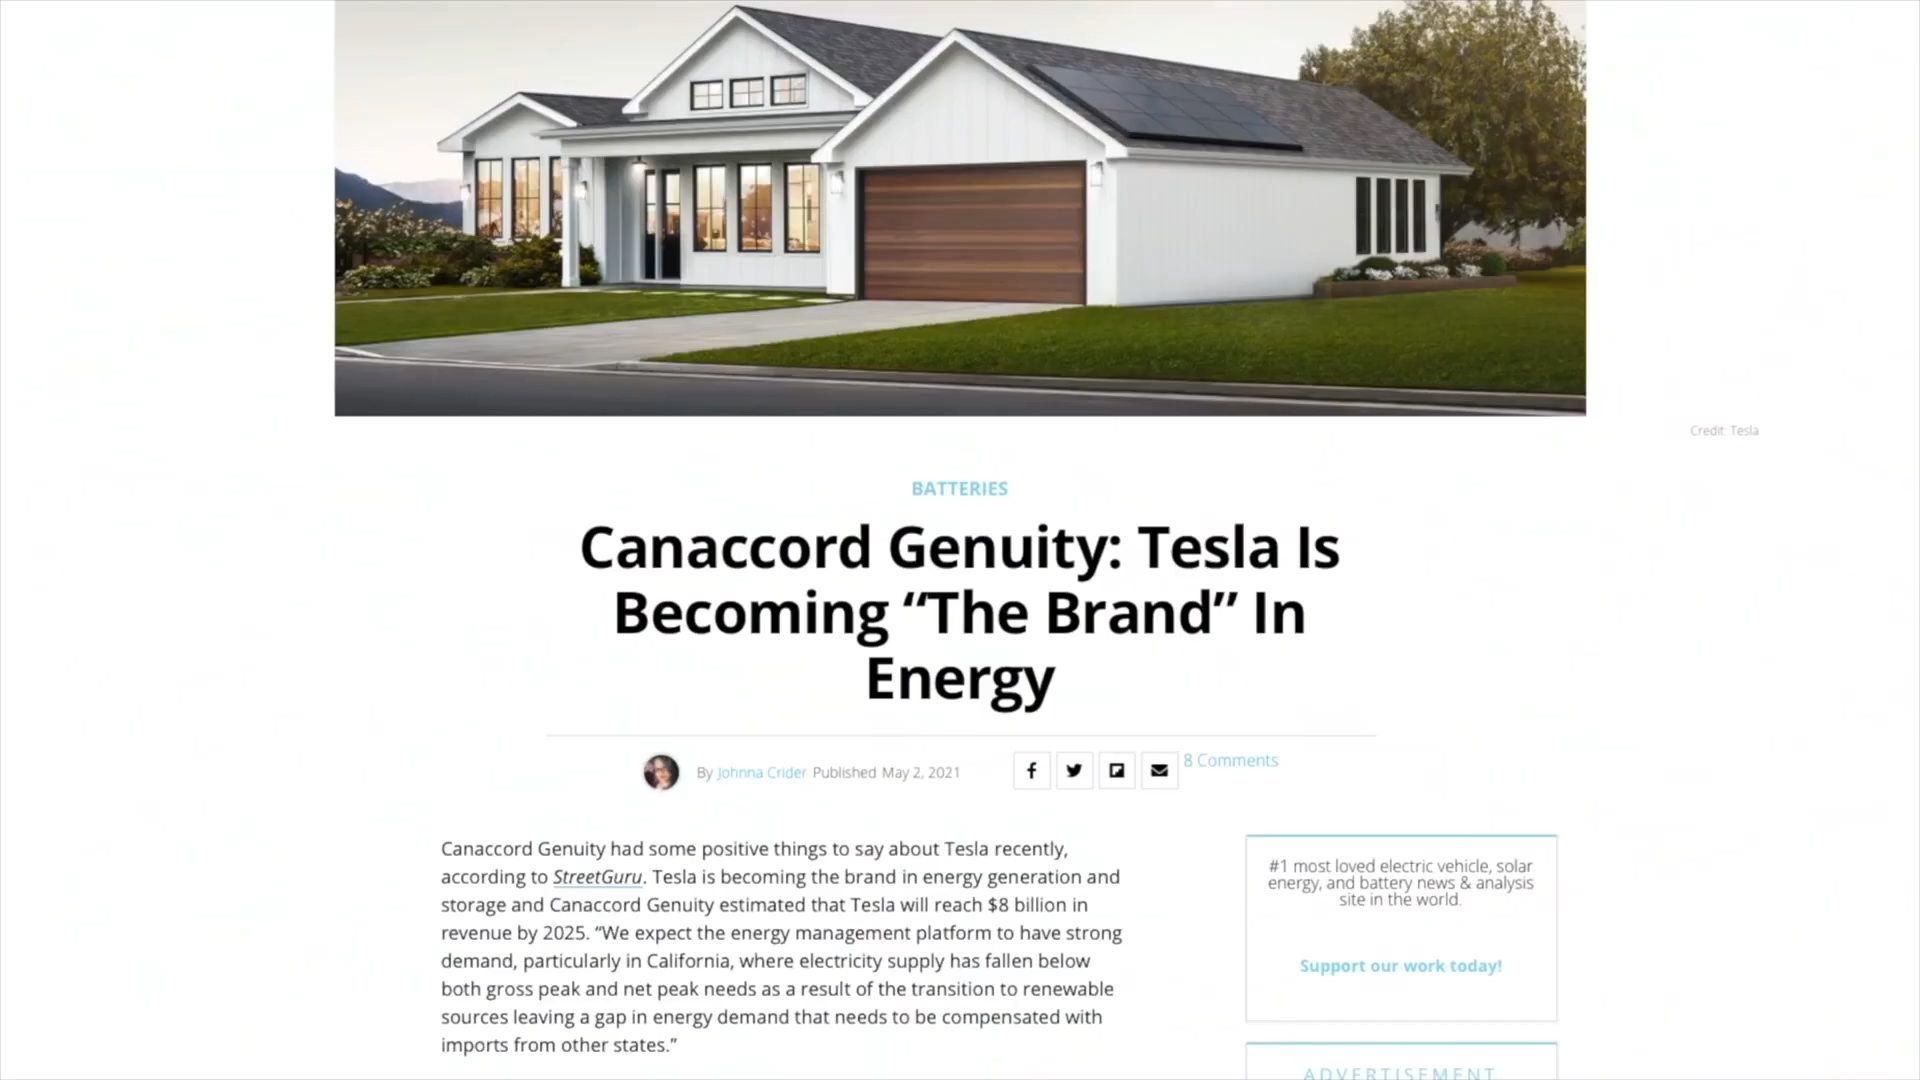 Credit: Tesla
BATTERIES
Canaccord Genuity: Tesla Is
Becoming “The Brand” In
Energy
By Johnna Crider Published May 2, 2021
8 Comments
Canaccord Genuity had some positive things to say about Tesla recently,
according to StreetGuru. Tesla is becoming the brand in energy generation and
storage and Canaccord Genuity estimated that Tesla will reach $8 billion in
revenue by 2025. “We expect the energy management platform to have strong
demand, particularly in California, where electricity supply has fallen below
both gross peak and net peak needs as a result of the transition to renewable
sources leaving a gap in energy demand that needs to be compensated with
imports from other states.”
#1 most loved electric vehicle, solar
energy, and battery news & analysis
site in the world.
Support our work today!
ADVERTISEMENT